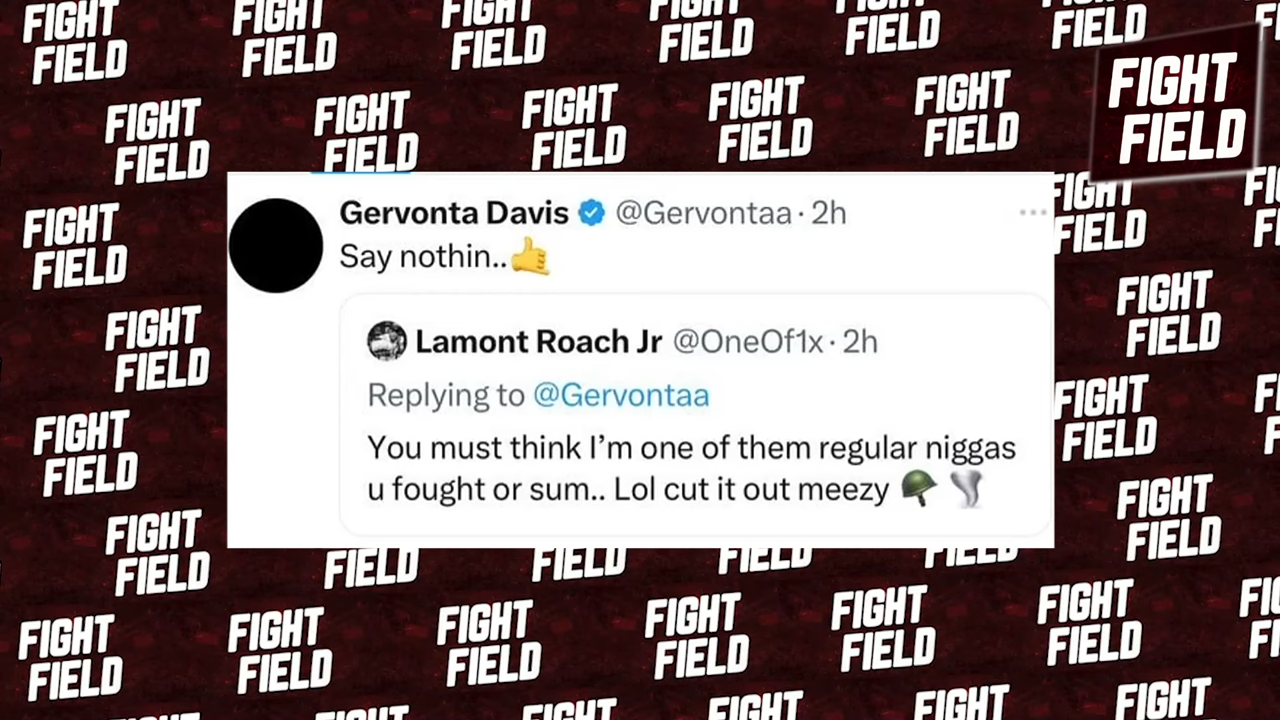 FIGHT
FIELD
Gervonta Davis @Gervontaa · 2h
Say nothin..🤙
Lamont Roach Jr @OneOf1x · 2h
Replying to @Gervontaa
You must think I’m one of them regular niggas
u fought or sum.. Lol cut it out meezy 🪖 🌪️